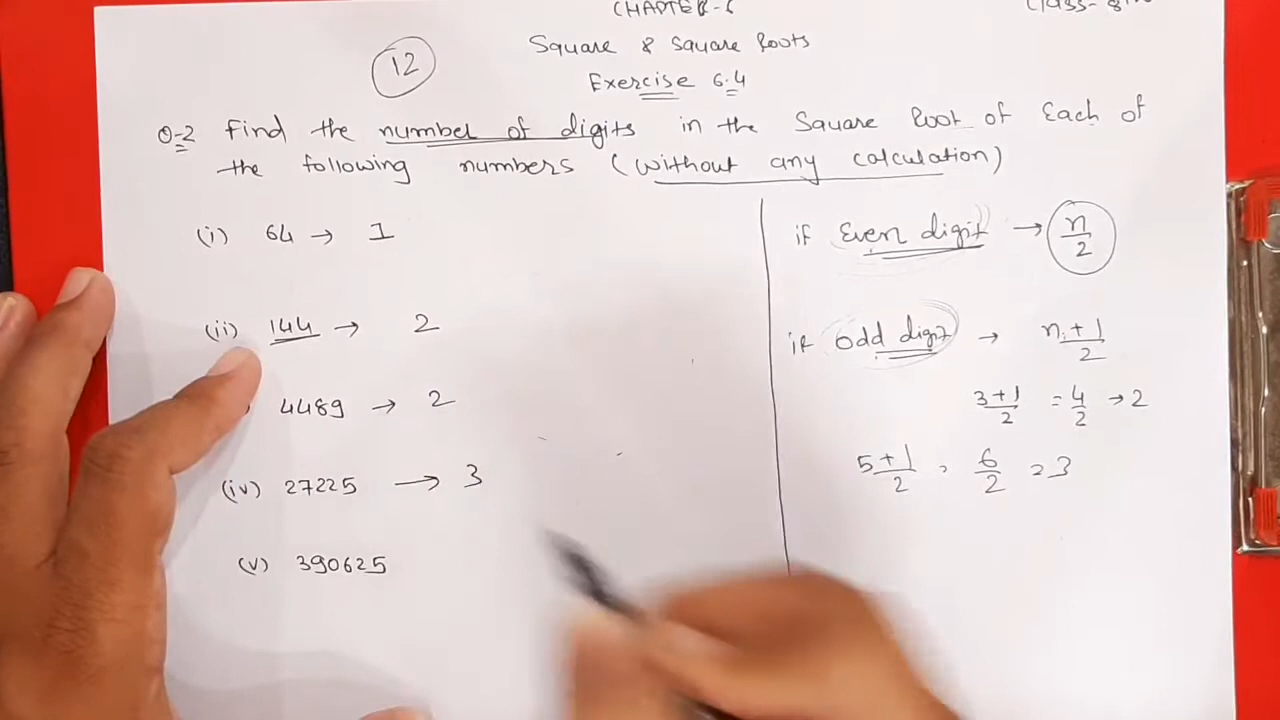 CHAPTER-6
Class-8th
12
Square & Square Roots
Exercise 6.4
Q-2 Find the number of digits in the Square Root of Each of
the following numbers (without any calculation)
(i) 64 → 1
(ii) 144 → 2
4489 → 2
(iv) 27225 → 3
(v) 390625
if Even digit → n/2
if odd digit → n+1/2
3+1/2 = 4/2 → 2
5+1/2 , 6/2 = 3